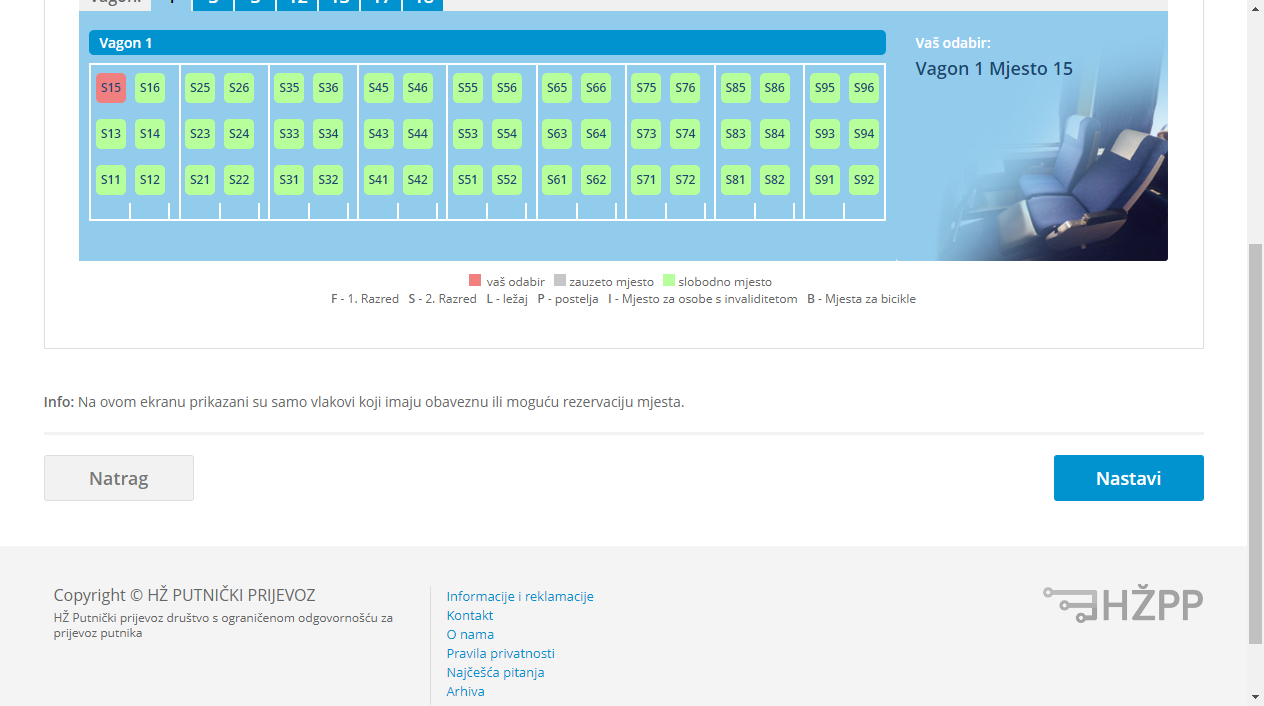 Vagon 1
Vaš odabir:
Vagon 1 Mjesto 15
S15 S16 S25 S26 S35 S36 S45 S46 S55 S56 S65 S66 S75 S76 S85 S86 S95 S96
S13 S14 S23 S24 S33 S34 S43 S44 S53 S54 S63 S64 S73 S74 S83 S84 S93 S94
S11 S12 S21 S22 S31 S32 S41 S42 S51 S52 S61 S62 S71 S72 S81 S82 S91 S92
vaš odabir zauzeto mjesto slobodno mjesto
F - 1. Razred S - 2. Razred L - ležaj P - postelja I - Mjesto za osobe s invaliditetom B - Mjesta za bicikle
Info: Na ovom ekranu prikazani su samo vlakovi koji imaju obaveznu ili moguću rezervaciju mjesta.
Natrag
Nastavi
Copyright © HŽ PUTNIČKI PRIJEVOZ
HŽ Putnički prijevoz društvo s ograničenom odgovornošću za
prijevoz putnika
Informacije i reklamacije
Kontakt
O nama
Pravila privatnosti
Najčešća pitanja
Arhiva
HŽPP